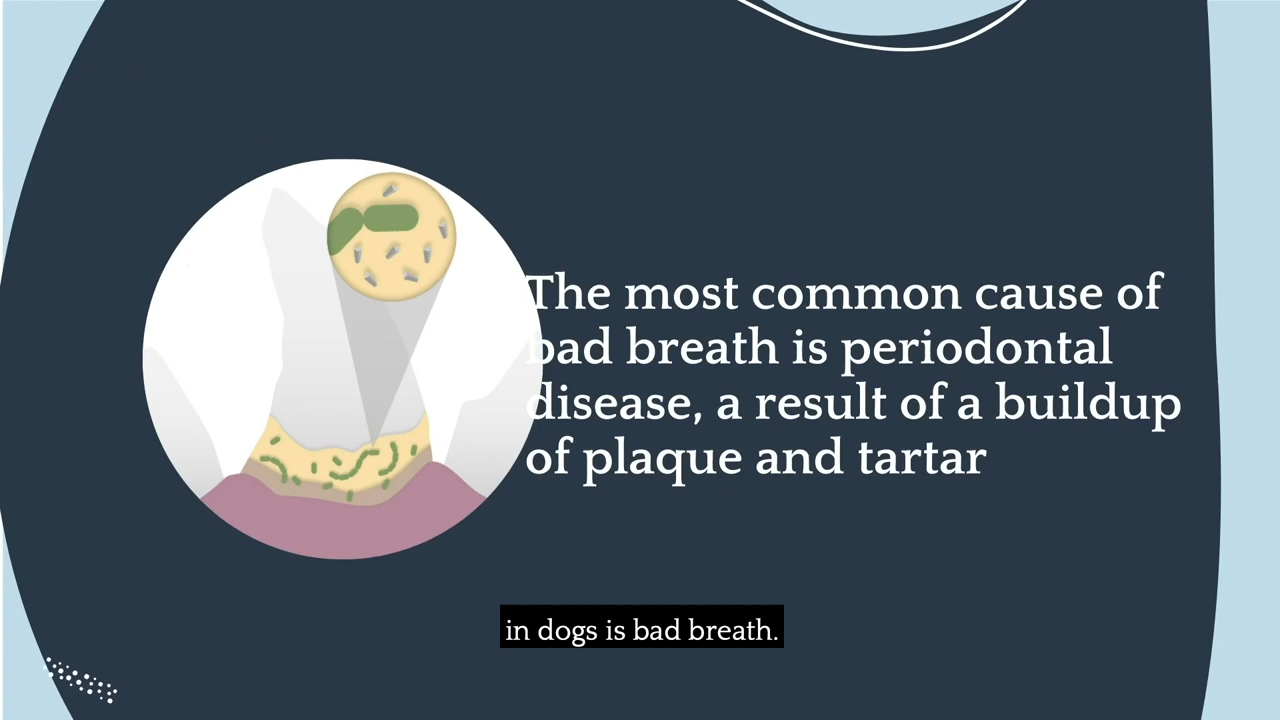 The most common cause of
bad breath is periodontal
disease, a result of a buildup
of plaque and tartar
in dogs is bad breath.